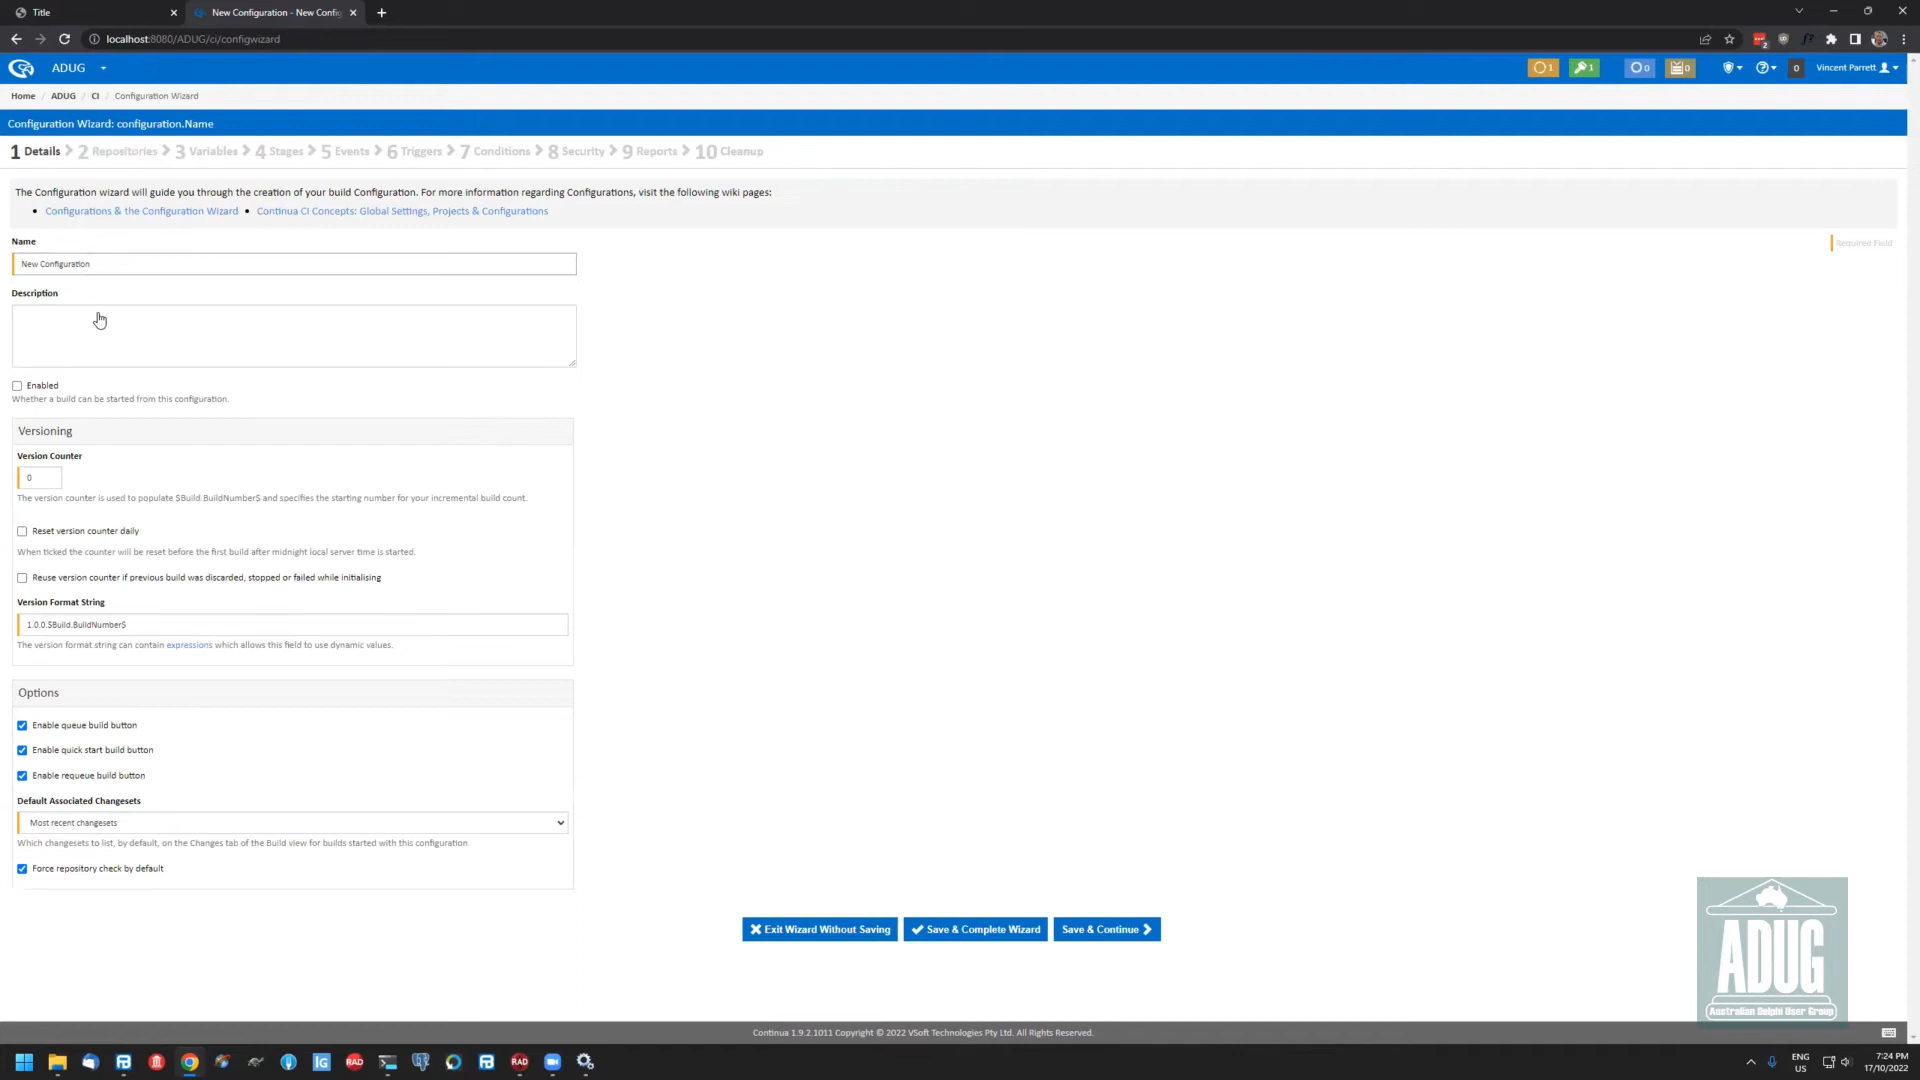 Title
New Configuration - New Config
localhost:8080/ADUG/ci/configwizard
ADUG
1
1
0
0
0
Vincent Parrett
Home / ADUG / CI / Configuration Wizard
Configuration Wizard: configuration.Name
1 Details 2 Repositories 3 Variables 4 Stages 5 Events 6 Triggers 7 Conditions 8 Security 9 Reports 10 Cleanup
The Configuration wizard will guide you through the creation of your build Configuration. For more information regarding Configurations, visit the following wiki pages:
• Configurations & the Configuration Wizard • Continua CI Concepts: Global Settings, Projects & Configurations
Name
Required Field
New Configuration
Description
Enabled
Whether a build can be started from this configuration.
Versioning
Version Counter
0
The version counter is used to populate $Build.BuildNumber$ and specifies the starting number for your incremental build count.
Reset version counter daily
When ticked the counter will be reset before the first build after midnight local server time is started.
Reuse version counter if previous build was discarded, stopped or failed while initialising
Version Format String
1.0.0.$Build.BuildNumber$
The version format string can contain expressions which allows this field to use dynamic values.
Options
Enable queue build button
Enable quick start build button
Enable requeue build button
Default Associated Changesets
Most recent changesets
Which changesets to list, by default, on the Changes tab of the Build view for builds started with this configuration.
Force repository check by default
Exit Wizard Without Saving
Save & Complete Wizard
Save & Continue
ADUG
Australian Delphi User Group
Continua 1.9.2.1011 Copyright © 2022 VSoft Technologies Pty Ltd. All Rights Reserved.
IG
RAD
RAD
ENG
US
7:24 PM
17/10/2022